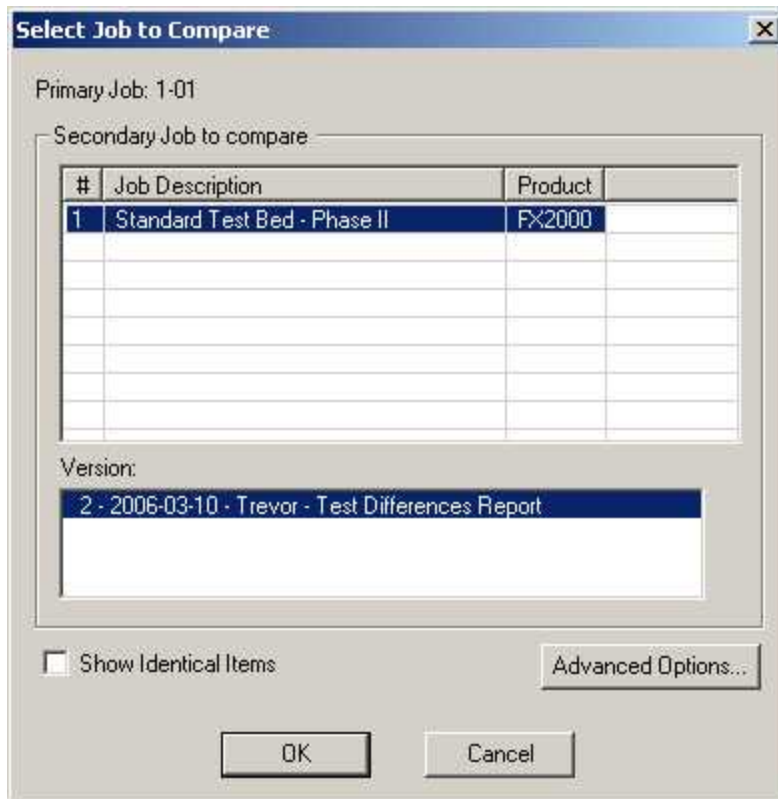 Select Job to Compare
Primary Job: 1-01
Secondary Job to compare
# Job Description Product
1 Standard Test Bed - Phase II FX2000
Version:
2 - 2006-03-10 - Trevor - Test Differences Report
Show Identical Items
Advanced Options...
OK Cancel